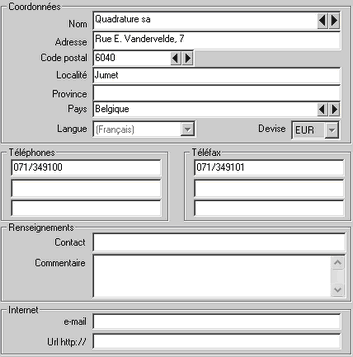 Coordonnées
Nom Quadrature sa
Adresse Rue E. Vandervelde, 7
Code postal 6040
Localité Jumet
Province
Pays Belgique
Langue (Français) Devise EUR
Téléphones Téléfax
071/349100 071/349101
Renseignements
Contact
Commentaire
Internet
e-mail
Url http://